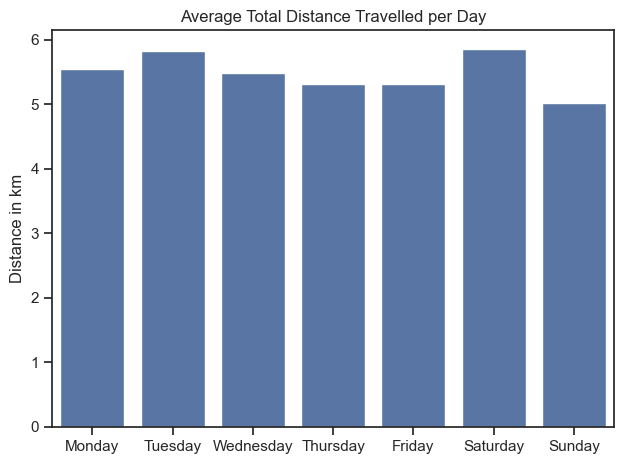 Average Total Distance Travelled per Day
Distance in km
6
5
4
3
2
1
0
Monday Tuesday Wednesday Thursday Friday Saturday Sunday